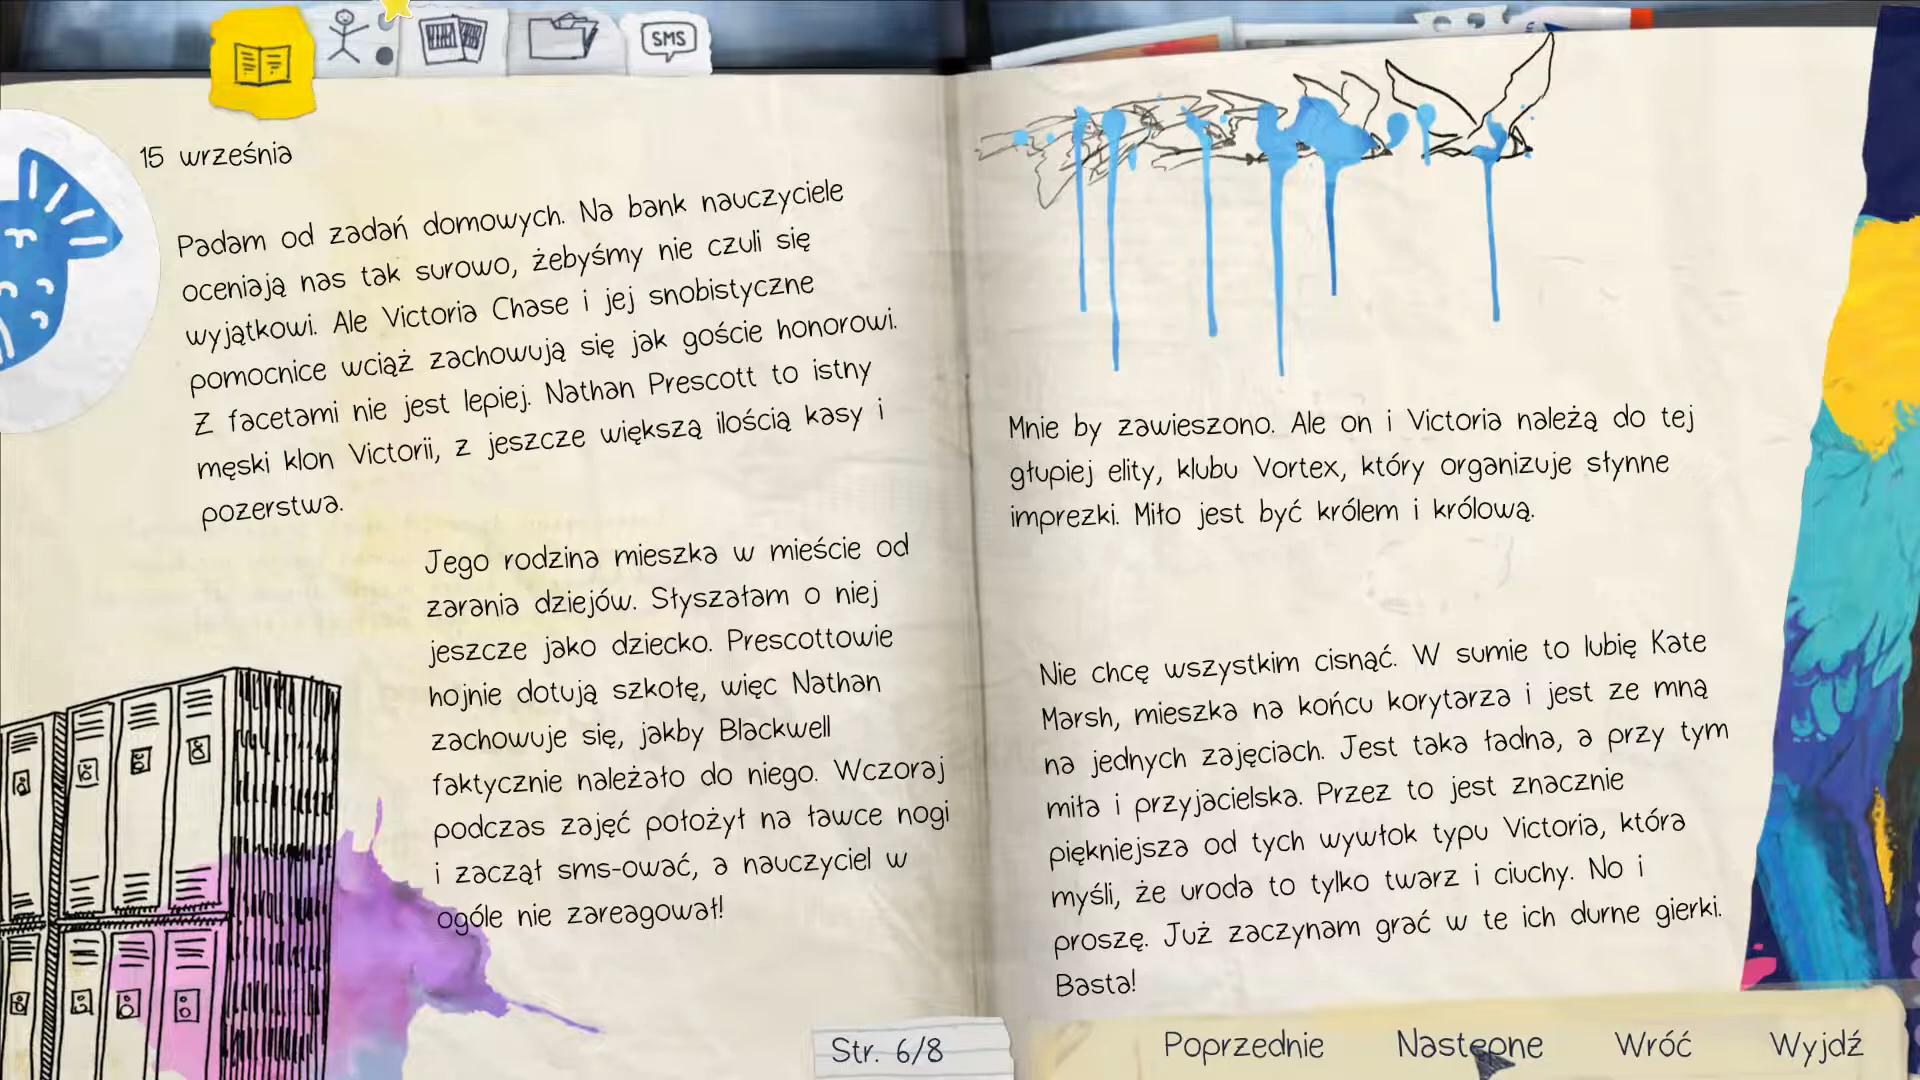 SMS
15 września
Padam od zadań domowych. Na bank nauczyciele
oceniają nas tak surowo, żebyśmy nie czuli się
wyjątkowi. Ale Victoria Chase i jej snobistyczne
pomocnice wciąż zachowują się jak goście honorowi.
Z facetami nie jest lepiej. Nathan Prescott to istny
męski klon Victorii, z jeszcze większą ilością kasy i
pozerstwa.
Jego rodzina mieszka w mieście od
zarania dziejów. Słyszałam o niej
jeszcze jako dziecko. Prescottowie
hojnie dotują szkołę, więc Nathan
zachowuje się, jakby Blackwell
faktycznie należało do niego. Wczoraj
podczas zajęć położył na ławce nogi
i zaczął sms-ować, a nauczyciel w
ogóle nie zareagował!
Mnie by zawieszono. Ale on i Victoria należą do tej
głupiej elity, klubu Vortex, który organizuje słynne
imprezki. Miło jest być królem i królową.
Nie chcę wszystkim cisnąć. W sumie to lubię Kate
Marsh, mieszka na końcu korytarza i jest ze mną
na jednych zajęciach. Jest taka ładna, a przy tym
miła i przyjacielska. Przez to jest znacznie
piękniejsza od tych wywłok typu Victoria, która
myśli, że uroda to tylko twarz i ciuchy. No i
proszę. Już zaczynam grać w te ich durne gierki.
Basta!
Str. 6/8
Poprzednie Następne Wróć Wyjdź